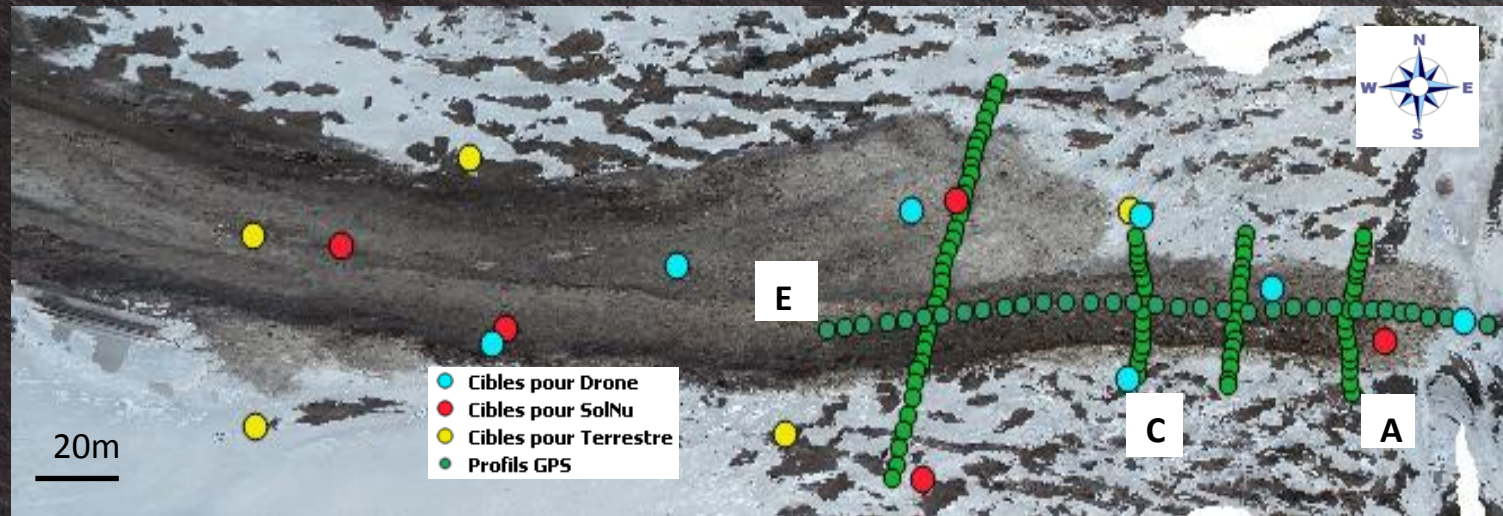 N
W E
S
E
Cibles pour Drone
Cibles pour SolNu
Cibles pour Terrestre
Profils GPS
C
A
20m